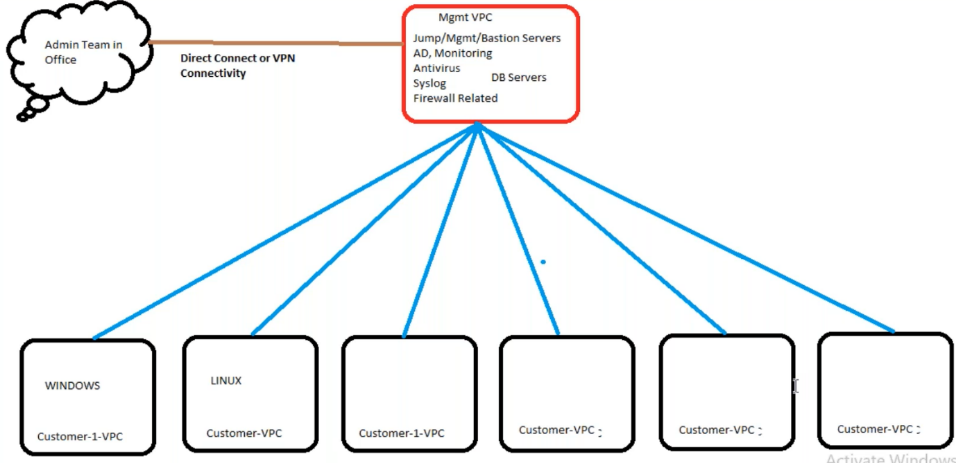 Mgmt VPC
Admin Team in
Office
Direct Connect or VPN
Connectivity
Jump/Mgmt/Bastion Servers
AD, Monitoring
Antivirus
DB Servers
Syslog
Firewall Related
WINDOWS
LINUX
Customer-1-VPC
Customer-VPC
Customer-1-VPC
Customer-VPC
Customer-VPC
Customer-VPC
Activate Windows